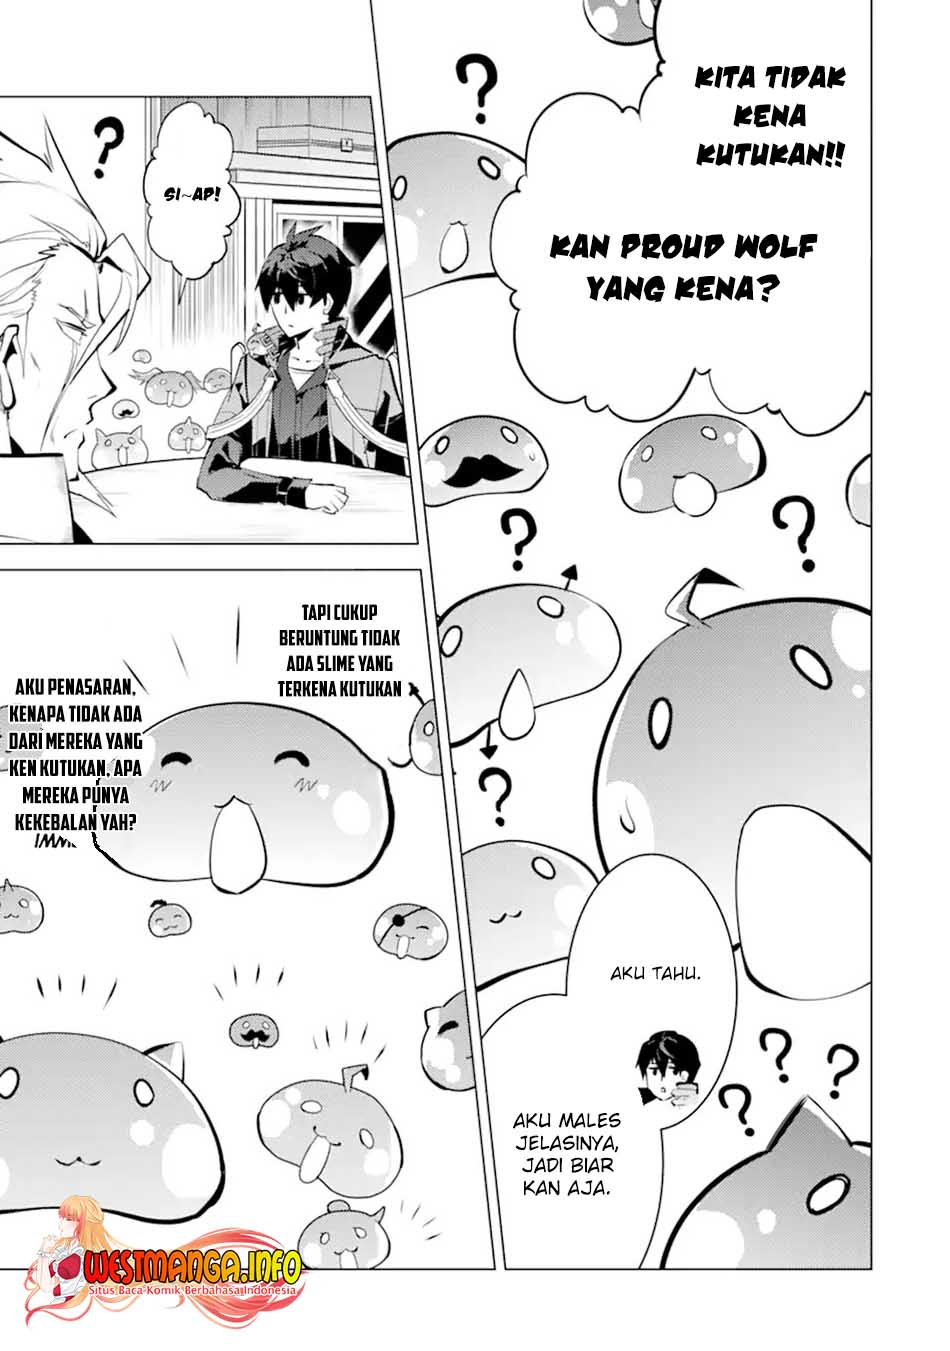 KITA TIDAK
KENA
KUTUKAN!!
KAN PROUD WOLF
YANG KENA?
AKU TAHU.
AKU MALES
JELASINYA,
JADI BIAR
KAN AJA.
?
SI~AP!
TAPI CUKUP
BERUNTUNG TIDAK
ADA SLIME YANG
TERKENA KUTUKAN
AKU PENASARAN,
KENAPA TIDAK ADA
DARI MEREKA YANG
KEN KUTUKAN, APA
MEREKA PUNYA
KEKEBALAN YAH?
WESTMANGA.INFO
SITUS BACA KOMIK BERBAHASA INDONESIA